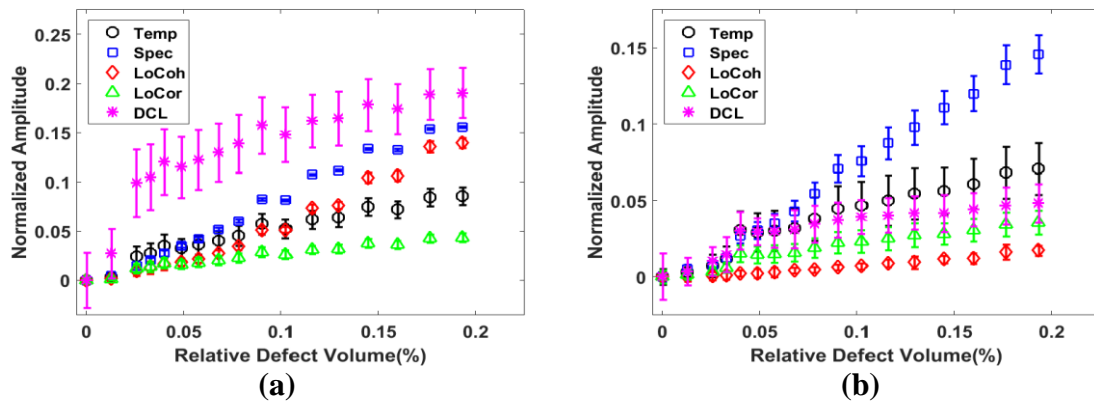 Temp
Spec
LoCoh
LoCor
DCL
Normalized Amplitude
0.25
0.2
0.15
0.1
0.05
0
0 0.05 0.1 0.15 0.2
Relative Defect Volume(%)
(a)
Temp
Spec
LoCoh
LoCor
DCL
Normalized Amplitude
0.15
0.1
0.05
0
0 0.05 0.1 0.15 0.2
Relative Defect Volume(%)
(b)